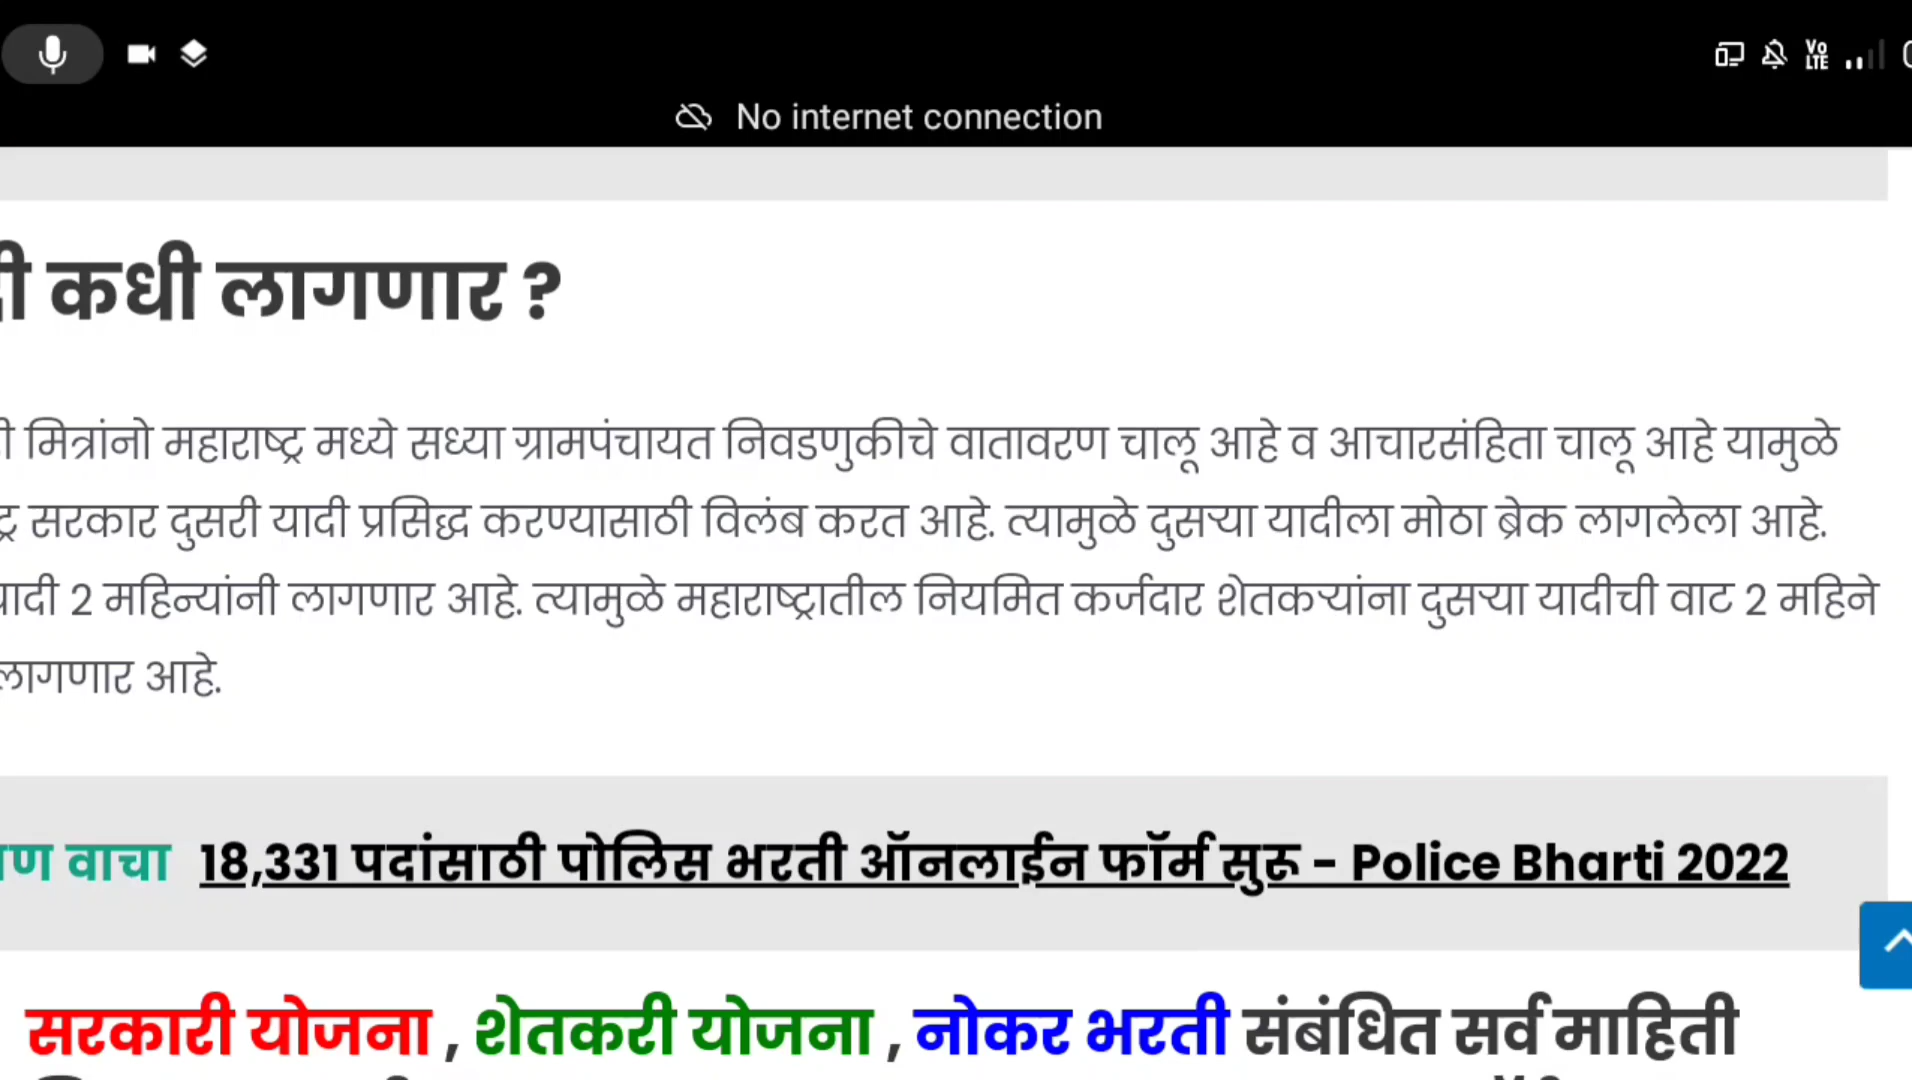 Vo
LTE
No internet connection
कधी लागणार ?
मित्रांनो महाराष्ट्र मध्ये सध्या ग्रामपंचायत निवडणुकीचे वातावरण चालू आहे व आचारसंहिता चालू आहे यामुळे
सरकार दुसरी यादी प्रसिद्ध करण्यासाठी विलंब करत आहे. त्यामुळे दुसऱ्या यादीला मोठा ब्रेक लागलेला आहे.
यादी 2 महिन्यांनी लागणार आहे. त्यामुळे महाराष्ट्रातील नियमित कर्जदार शेतकऱ्यांना दुसऱ्या यादीची वाट 2 महिने
लागणार आहे.
वाचा 18,331 पदांसाठी पोलिस भरती ऑनलाईन फॉर्म सुरू - Police Bharti 2022
सरकारी योजना , शेतकरी योजना , नोकर भरती संबंधित सर्व माहिती